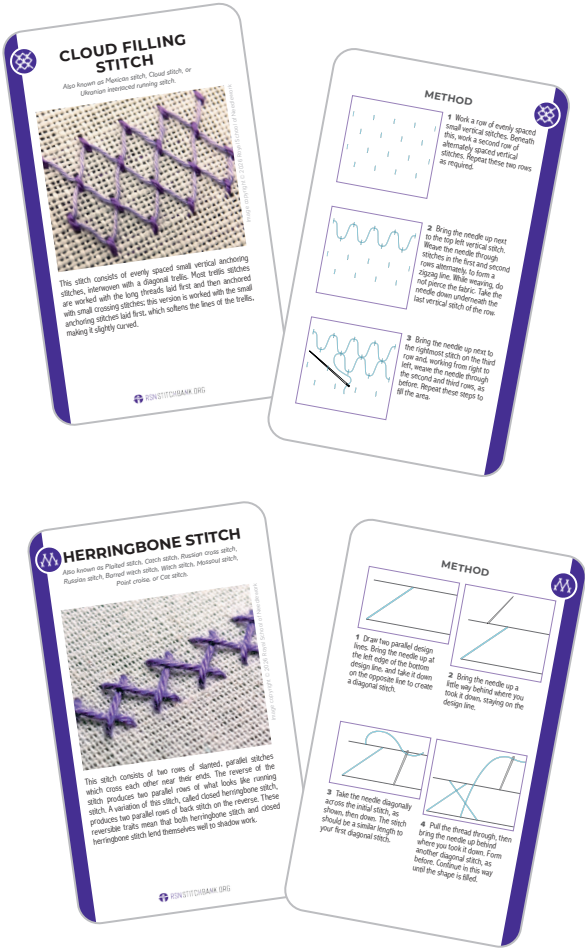 CLOUD FILLING
STITCH
Also known as Mexican stitch, Cloud stitch, or
Ukranian interlaced running stitch.
This stitch consists of evenly spaced small vertical anchoring
stitches, interwoven with a diagonal trellis. Most trellis stitches
are worked with the long threads laid first and then anchored
with small crossing stitches; this version is worked with the small
anchoring stitches laid first, which softens the lines of the trellis,
making it slightly curved.
RSNSTITCHBANK.ORG
METHOD
1 Work a row of evenly spaced
small vertical stitches. Beneath
this, work a second row of
alternately spaced vertical
stitches. Repeat these two rows
as required.
2 Bring the needle up next
to the top left vertical stitch.
Weave the needle through
stitches in the first and second
rows alternately, to form a
zigzag line. While weaving, do
not pierce the fabric. Take the
needle down underneath the
last vertical stitch of the row.
3 Bring the needle up next to
the rightmost stitch on the third
row and, working from right to
left, weave the needle through
the second and third rows, as
before. Repeat these steps to
fill the area.
HERRINGBONE STITCH
Also known as Plaited stitch, Catch stitch, Russian cross stitch,
Russian stitch, Barred witch stitch, Witch stitch, Mossoul stitch,
Point croisé, or Cat stitch.
This stitch consists of two rows of slanted, parallel stitches
which cross each other near their ends. The reverse of the
stitch produces two parallel rows of what looks like running
stitch. A variation of this stitch, called closed herringbone stitch,
produces two parallel rows of back stitch on the reverse. These
reversible traits mean that both herringbone stitch and closed
herringbone stitch lend themselves well to shadow work.
RSNSTITCHBANK.ORG
METHOD
1 Draw two parallel design
lines. Bring the needle up at
the left edge of the bottom
design line, and take it down
on the opposite line to create
a diagonal stitch.
2 Bring the needle up a
little way behind where you
took it down, staying on the
design line.
3 Take the needle diagonally
across the initial stitch, as
shown, then down. The stitch
should be a similar length to
your first diagonal stitch.
4 Pull the thread through, then
bring the needle up behind
where you took it down. Form
another diagonal stitch, as
before. Continue in this way
until the shape is filled.